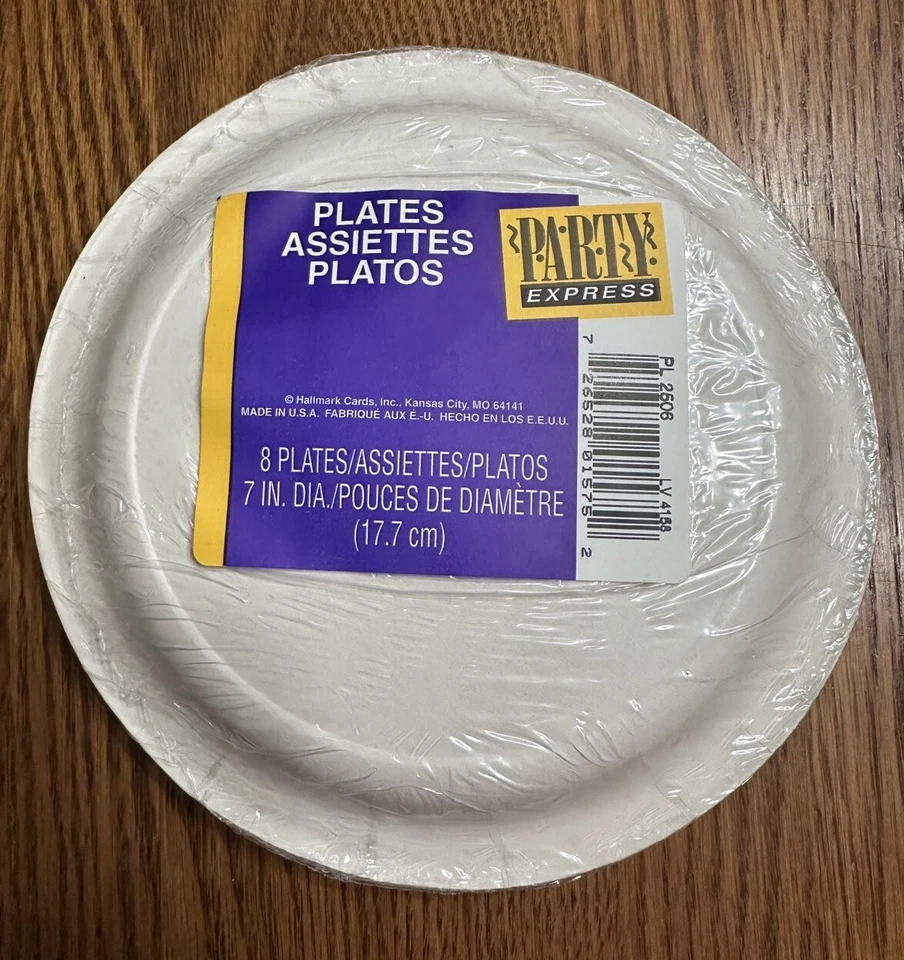 PLATES
ASSIETTES
PLATOS
PARTY
EXPRESS
© Hallmark Cards, Inc., Kansas City, MO 64141
MADE IN U.S.A. FABRIQUÉ AUX É.-U. HECHO EN LOS E.E.U.U.
8 PLATES/ASSIETTES/PLATOS
7 IN. DIA./POUCES DE DIAMÈTRE
(17.7 cm)
PL 2506 LV 4158
7 26528 01575 2